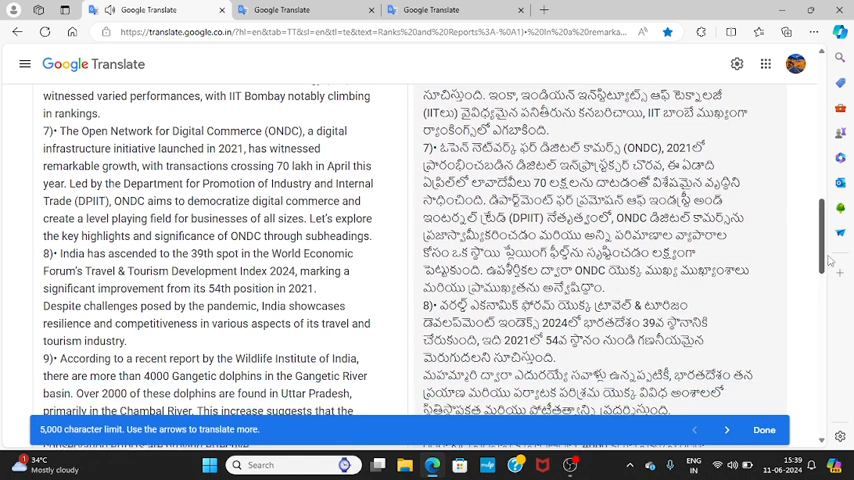 Google Translate
Google Translate
Google Translate
https://translate.google.co.in/?hl=en&tab=TT&sl=en&tl=te&text=Ranks%20and%20Reports%3A-%0A1)•%20In%20a%20remarka...
Google Translate
witnessed varied performances, with IIT Bombay notably climbing
in rankings.
7)• The Open Network for Digital Commerce (ONDC), a digital
infrastructure initiative launched in 2021, has witnessed
remarkable growth, with transactions crossing 70 lakh in April this
year. Led by the Department for Promotion of Industry and Internal
Trade (DPIIT), ONDC aims to democratize digital commerce and
create a level playing field for businesses of all sizes. Let's explore
the key highlights and significance of ONDC through subheadings.
8)• India has ascended to the 39th spot in the World Economic
Forum's Travel & Tourism Development Index 2024, marking a
significant improvement from its 54th position in 2021.
Despite challenges posed by the pandemic, India showcases
resilience and competitiveness in various aspects of its travel and
tourism industry.
9)• According to a recent report by the Wildlife Institute of India,
there are more than 4000 Gangetic dolphins in the Gangetic River
basin. Over 2000 of these dolphins are found in Uttar Pradesh,
primarily in the Chambal River. This increase suggests that the
సూచిస్తుంది. ఇంకా, ఇండియన్ ఇన్‌స్టిట్యూట్స్ ఆఫ్ టెక్నాలజీ
(IITలు) వైవిధ్యమైన పనితీరును కనబరిచాయి, IIT బాంబే ముఖ్యంగా
ర్యాంకింగ్స్‌లో ఎగబాకింది.
7)• ఓపెన్ నెట్‌వర్క్ ఫర్ డిజిటల్ కామర్స్ (ONDC), 2021లో
ప్రారంభించబడిన డిజిటల్ ఇన్‌ఫ్రాస్ట్రక్చర్ చొరవ, ఈ ఏడాది
ఏప్రిల్‌లో లావాదేవీలు 70 లక్షలను దాటడంతో విశేషమైన వృద్ధిని
సాధించింది. డిపార్ట్‌మెంట్ ఫర్ ప్రమోషన్ ఆఫ్ ఇండస్ట్రీ అండ్
ఇంటర్నల్ ట్రేడ్ (DPIIT) నేతృత్వంలో, ONDC డిజిటల్ కామర్స్‌ను
ప్రజాస్వామ్యీకరించడం మరియు అన్ని పరిమాణాల వ్యాపారాల
కోసం ఒక స్థాయి ప్లేయింగ్ ఫీల్డ్‌ను సృష్టించడం లక్ష్యంగా
పెట్టుకుంది. ఉపశీర్షికల ద్వారా ONDC యొక్క ముఖ్య ముఖ్యాంశాలు
మరియు ప్రాముఖ్యతను అన్వేషిద్దాం.
8)• వరల్డ్ ఎకనామిక్ ఫోరమ్ యొక్క ట్రావెల్ & టూరిజం
డెవలప్‌మెంట్ ఇండెక్స్ 2024లో భారతదేశం 39వ స్థానానికి
చేరుకుంది, ఇది 2021లో 54వ స్థానం నుండి గణనీయమైన
మెరుగుదలని సూచిస్తుంది.
మహమ్మారి ద్వారా ఎదురయ్యే సవాళ్లు ఉన్నప్పటికీ, భారతదేశం తన
ప్రయాణ మరియు పర్యాటక పరిశ్రమ యొక్క వివిధ అంశాలలో
స్థితిస్థాపకత మరియు పోటీతత్వాన్ని ప్రదర్శిస్తుంది.
5,000 character limit. Use the arrows to translate more.
Done
34°C
Mostly cloudy
Search
ENG
IN
15:39
11-06-2024